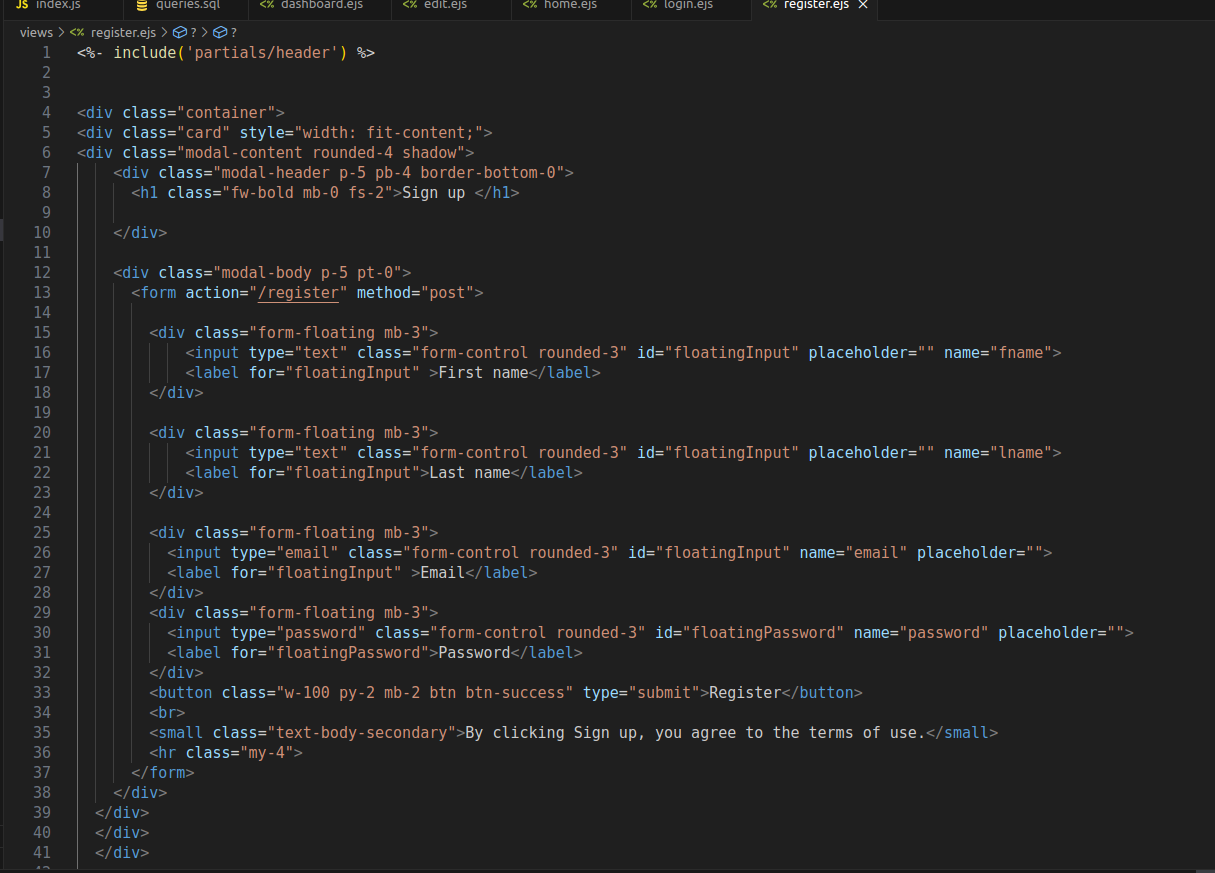 JS index.js queries.sql <% dashboard.ejs <% edit.ejs <% home.ejs <% login.ejs <% register.ejs ×
views > <% register.ejs > ? > ?
1 <%- include('partials/header') %>
2
3
4 <div class="container">
5 <div class="card" style="width: fit-content;">
6 <div class="modal-content rounded-4 shadow">
7 <div class="modal-header p-5 pb-4 border-bottom-0">
8 <h1 class="fw-bold mb-0 fs-2">Sign up </h1>
9
10 </div>
11
12 <div class="modal-body p-5 pt-0">
13 <form action="/register" method="post">
14
15 <div class="form-floating mb-3">
16 <input type="text" class="form-control rounded-3" id="floatingInput" placeholder="" name="fname">
17 <label for="floatingInput" >First name</label>
18 </div>
19
20 <div class="form-floating mb-3">
21 <input type="text" class="form-control rounded-3" id="floatingInput" placeholder="" name="lname">
22 <label for="floatingInput">Last name</label>
23 </div>
24
25 <div class="form-floating mb-3">
26 <input type="email" class="form-control rounded-3" id="floatingInput" name="email" placeholder="">
27 <label for="floatingInput" >Email</label>
28 </div>
29 <div class="form-floating mb-3">
30 <input type="password" class="form-control rounded-3" id="floatingPassword" name="password" placeholder="">
31 <label for="floatingPassword">Password</label>
32 </div>
33 <button class="w-100 py-2 mb-2 btn btn-success" type="submit">Register</button>
34 <br>
35 <small class="text-body-secondary">By clicking Sign up, you agree to the terms of use.</small>
36 <hr class="my-4">
37 </form>
38 </div>
39 </div>
40 </div>
41 </div>